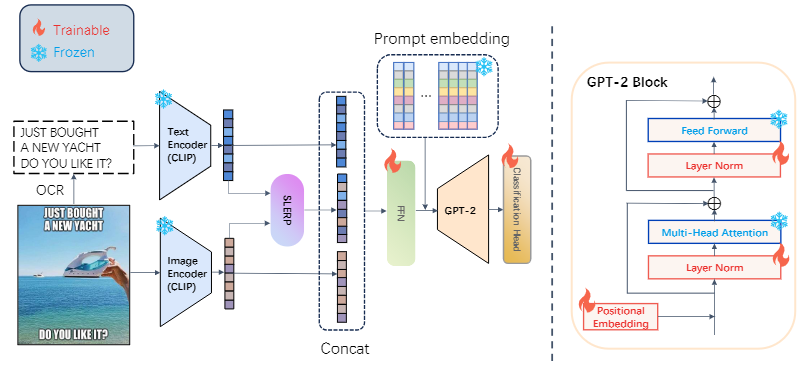 Trainable
Frozen
JUST BOUGHT
A NEW YACHT
DO YOU LIKE IT?
OCR
JUST BOUGHT
A NEW YACHT
DO YOU LIKE IT?
Text
Encoder
(CLIP)
Image
Encoder
(CLIP)
SLERP
Concat
Prompt embedding
...
FFN
GPT-2
Classification Head
GPT-2 Block
Feed Forward
Layer Norm
Multi-Head Attention
Layer Norm
Positional
Embedding